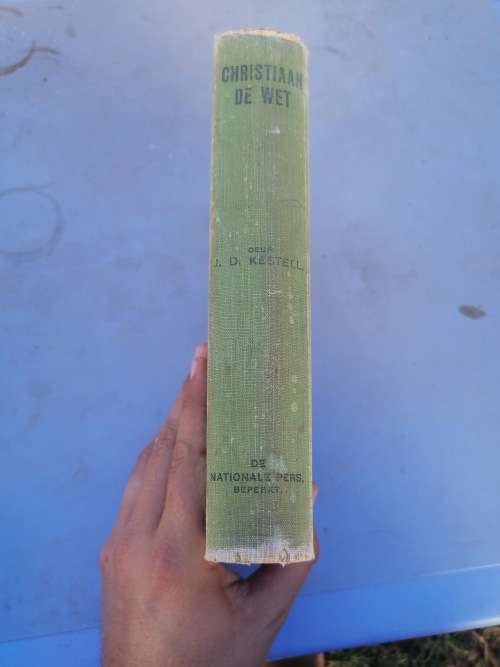 CHRISTIAAN
DE WET
DEUR
J. D. KESTELL
DE
NATIONALE PERS,
BEPERKT.